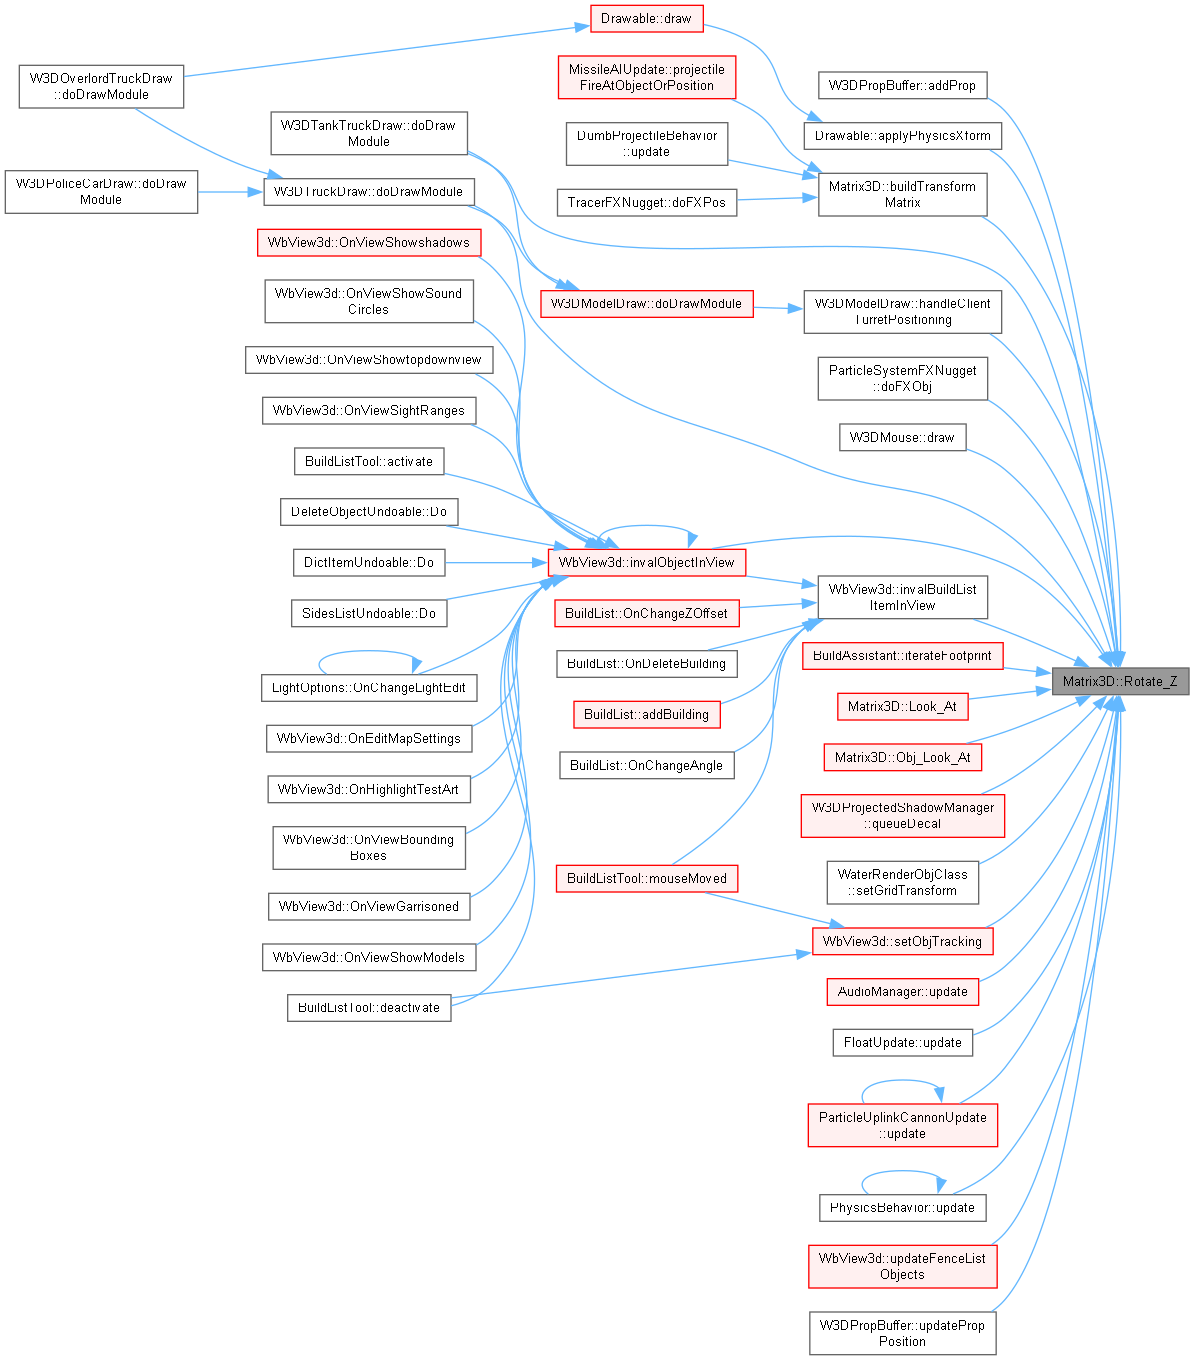 Drawable::draw
W3DOverlordTruckDraw
::doDrawModule
MissileAIUpdate::projectile
FireAtObjectOrPosition
W3DPropBuffer::addProp
W3DTankTruckDraw::doDraw
Module
DumbProjectileBehavior
::update
Drawable::applyPhysicsXform
W3DPoliceCarDraw::doDraw
Module
W3DTruckDraw::doDrawModule
TracerFXNugget::doFXPos
Matrix3D::buildTransform
Matrix
WbView3d::OnViewShowshadows
WbView3d::OnViewShowSound
Circles
W3DModelDraw::doDrawModule
W3DModelDraw::handleClient
TurretPositioning
WbView3d::OnViewShowtopdownview
ParticleSystemFXNugget
::doFXObj
WbView3d::OnViewSightRanges
W3DMouse::draw
BuildListTool::activate
DeleteObjectUndoable::Do
DictItemUndoable::Do
WbView3d::invalObjectInView
WbView3d::invalBuildList
ItemInView
SidesListUndoable::Do
BuildList::OnChangeZOffset
BuildList::OnDeleteBuilding
BuildAssistant::iterateFootprint
Matrix3D::Rotate_Z
LightOptions::OnChangeLightEdit
BuildList::addBuilding
Matrix3D::Look_At
WbView3d::OnEditMapSettings
BuildList::OnChangeAngle
Matrix3D::Obj_Look_At
WbView3d::OnHighlightTestArt
W3DProjectedShadowManager
::queueDecal
WbView3d::OnViewBounding
Boxes
BuildListTool::mouseMoved
WaterRenderObjClass
::setGridTransform
WbView3d::OnViewGarrisoned
WbView3d::setObjTracking
WbView3d::OnViewShowModels
AudioManager::update
BuildListTool::deactivate
FloatUpdate::update
ParticleUplinkCannonUpdate
::update
PhysicsBehavior::update
WbView3d::updateFenceList
Objects
W3DPropBuffer::updateProp
Position